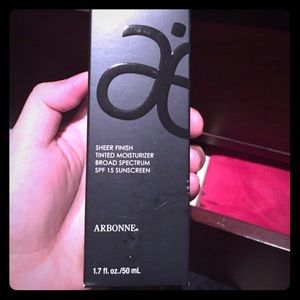 SHEER FINISH
TINTED MOISTURIZER
BROAD SPECTRUM
SPF 15 SUNSCREEN
ARBONNE®
1.7 fl. oz./50 mL